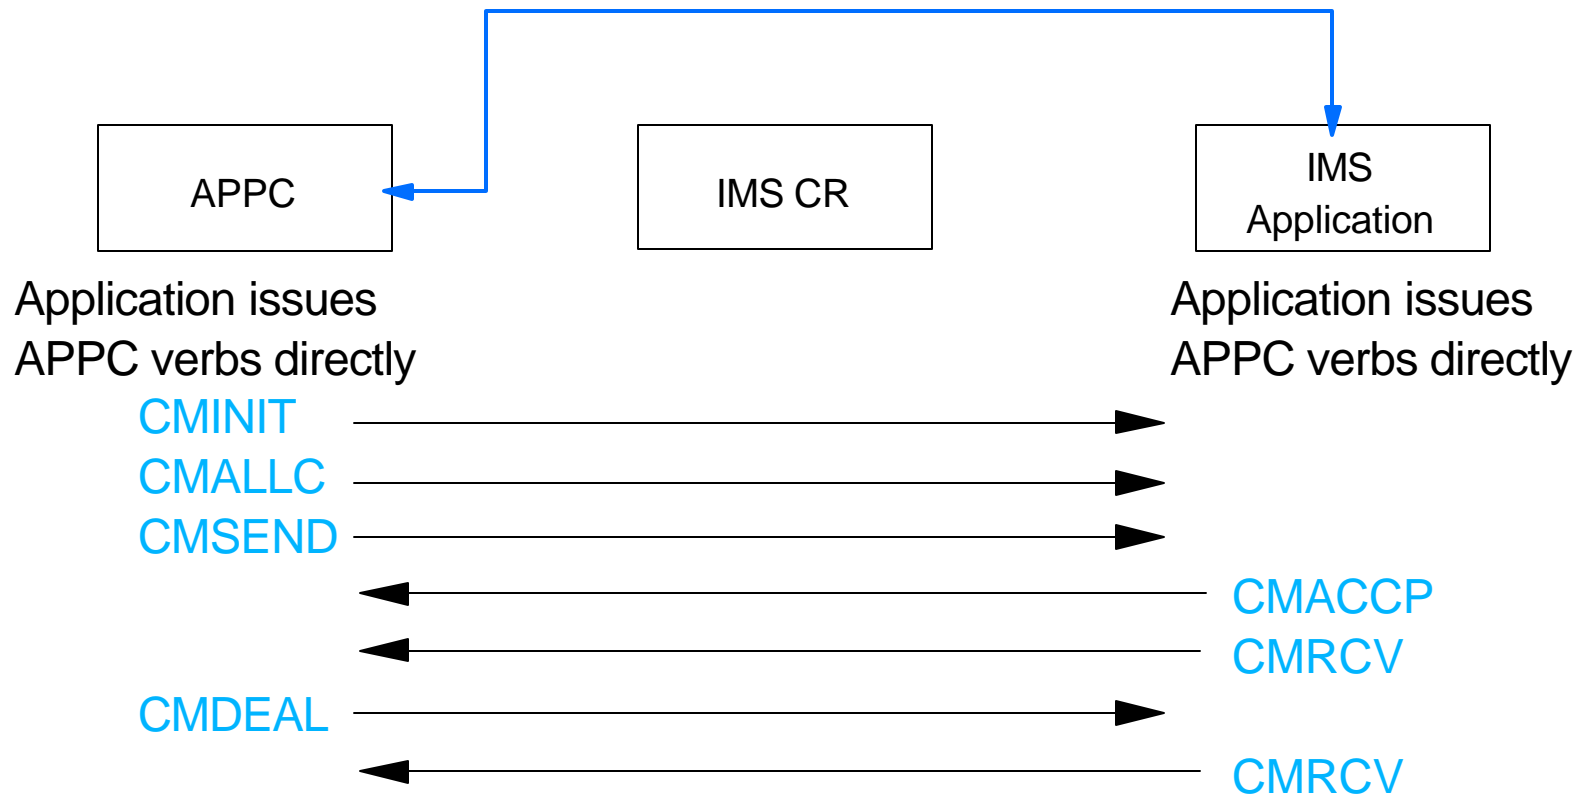 APPC
IMS CR
IMS
Application
Application issues
APPC verbs directly
Application issues
APPC verbs directly
CMINIT
CMALLC
CMSEND
CMACCP
CMRCV
CMDEAL
CMRCV